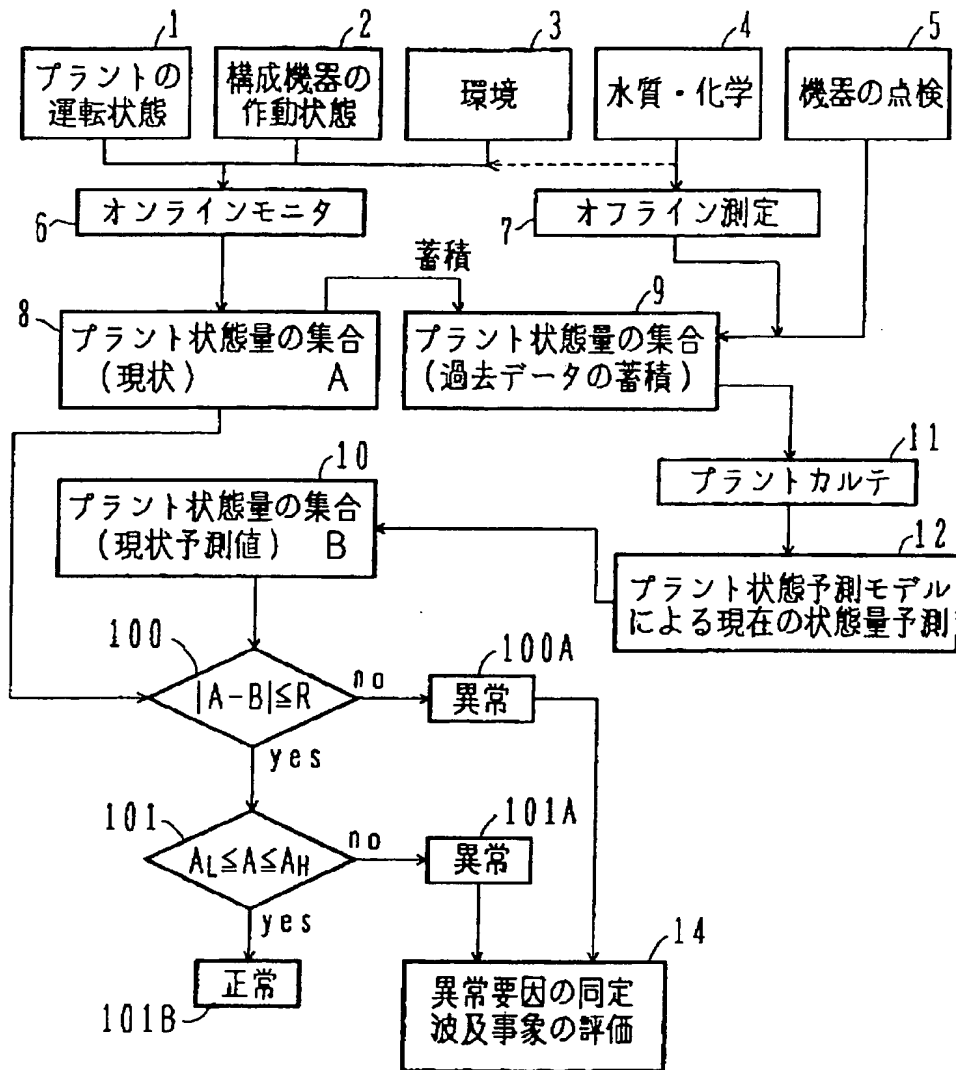 1
2
3
4
5
プラントの
運転状態
構成機器の
作動状態
環境
水質・化学
機器の点検
6
オンラインモニタ
7
オフライン測定
蓄積
8
プラント状態量の集合
(現状) A
9
プラント状態量の集合
(過去データの蓄積)
10
プラント状態量の集合
(現状予測値) B
11
プラントカルテ
12
プラント状態予測モデル
による現在の状態量予測
100
|A-B|≦R
no
100A
異常
yes
101
AL≦A≦AH
no
101A
異常
yes
正常
101B
14
異常要因の同定
波及事象の評価